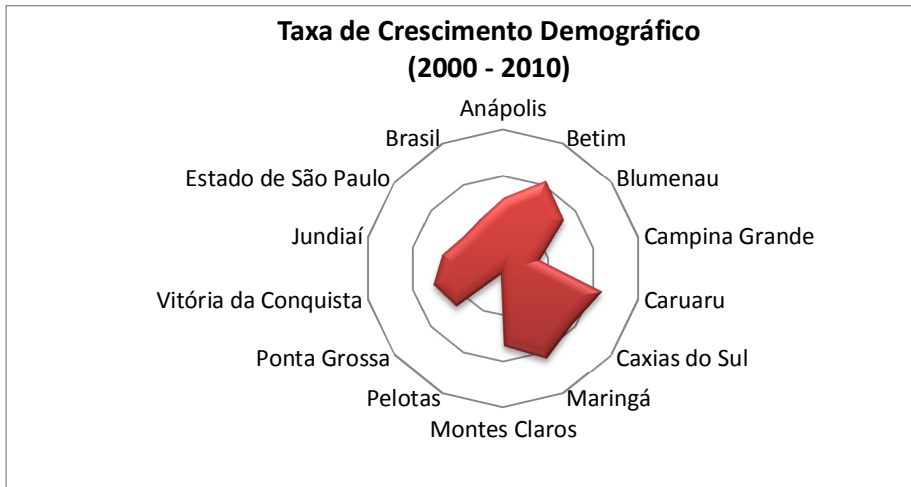 Taxa de Crescimento Demográfico
(2000 - 2010)
Anápolis
Brasil
Betim
Estado de São Paulo
Blumenau
Jundiaí
Campina Grande
Vitória da Conquista
Caruaru
Ponta Grossa
Caxias do Sul
Pelotas
Maringá
Montes Claros